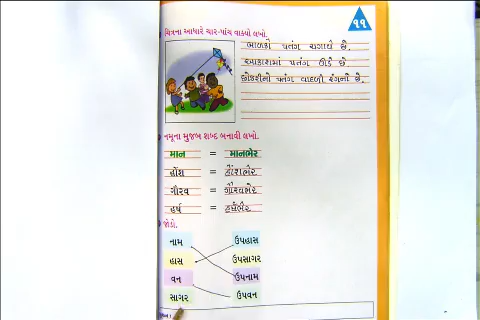 ૧૧
ચિત્રના આધારે ચાર-પાંચ વાક્યો લખો.
બાળકો પતંગ ચગાવે છે.
આકાશમાં પતંગ ઊડે છે.
છોકરીનો પતંગ વાદળી રંગનો છે.
નમૂના મુજબ શબ્દ બનાવી લખો.
માન = માનભેર
હોંશ = હોંશભેર
ગૌરવ = ગૌરવભેર
હર્ષ = હર્ષભેર
જોડો.
નામ ઉપહાસ
હાસ ઉપસાગર
વન ઉપનામ
સાગર ઉપવન